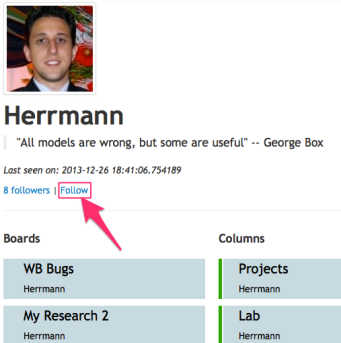 Herrmann
"All models are wrong, but some are useful" -- George Box
Last seen on: 2013-12-26 18:41:06.754189
8 followers | Follow
Boards
Columns
WB Bugs
Herrmann
Projects
Herrmann
My Research 2
Herrmann
Lab
Herrmann